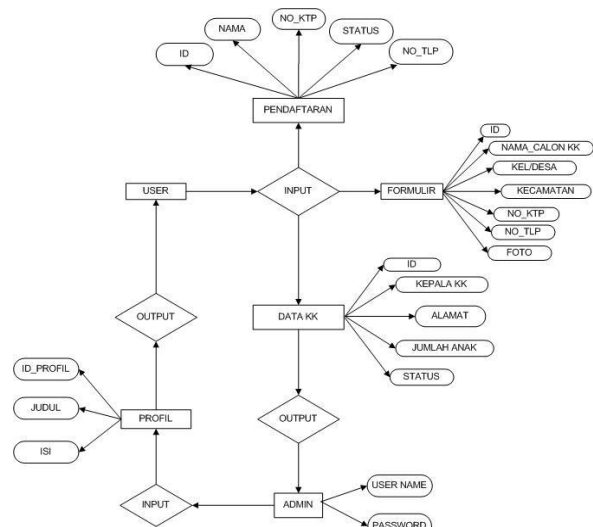 NO_KTP
NAMA
STATUS
ID
NO_TLP
PENDAFTARAN
ID
NAMA_CALON KK
KEL/DESA
USER
INPUT
FORMULIR
KECAMATAN
NO_KTP
NO_TLP
FOTO
ID
KEPALA KK
OUTPUT
DATA KK
ALAMAT
JUMLAH ANAK
ID_PROFIL
STATUS
JUDUL
PROFIL
OUTPUT
ISI
USER NAME
INPUT
ADMIN
PASSWORD